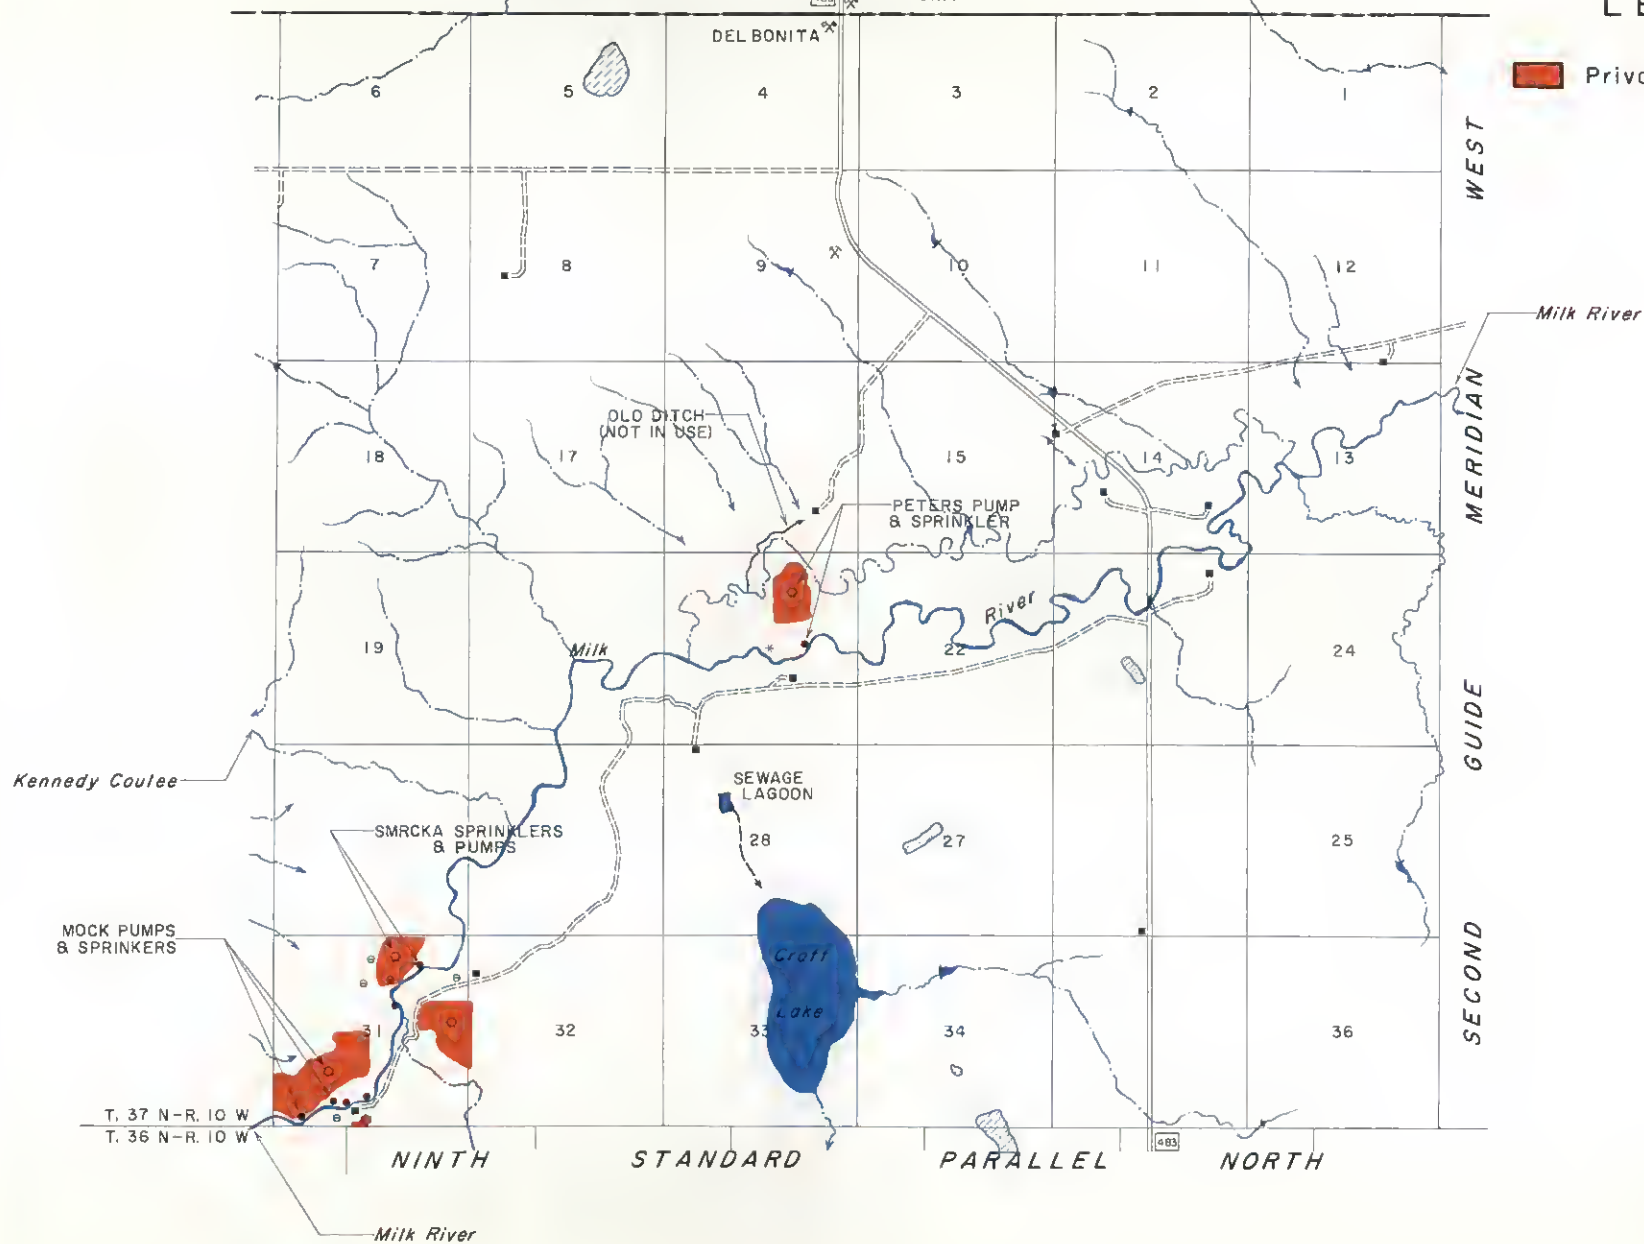 LE
DEL BONITA
Priva
6
5
4
3
2
1
WEST
7
8
9
10
11
12
Milk River
OLD DITCH
(NOT IN USE)
18
17
15
14
13
MERIDIAN
PETERS PUMP
& SPRINKLER
River
Milk
19
22
24
GUIDE
Kennedy Coulee
SEWAGE
LAGOON
SMRCKA SPRINKLERS
& PUMPS
28
27
25
MOCK PUMPS
& SPRINKERS
SECOND
Croff
Lake
31
32
33
34
36
T. 37 N-R. 10 W
T. 36 N-R. 10 W
483
NINTH STANDARD PARALLEL NORTH
Milk River